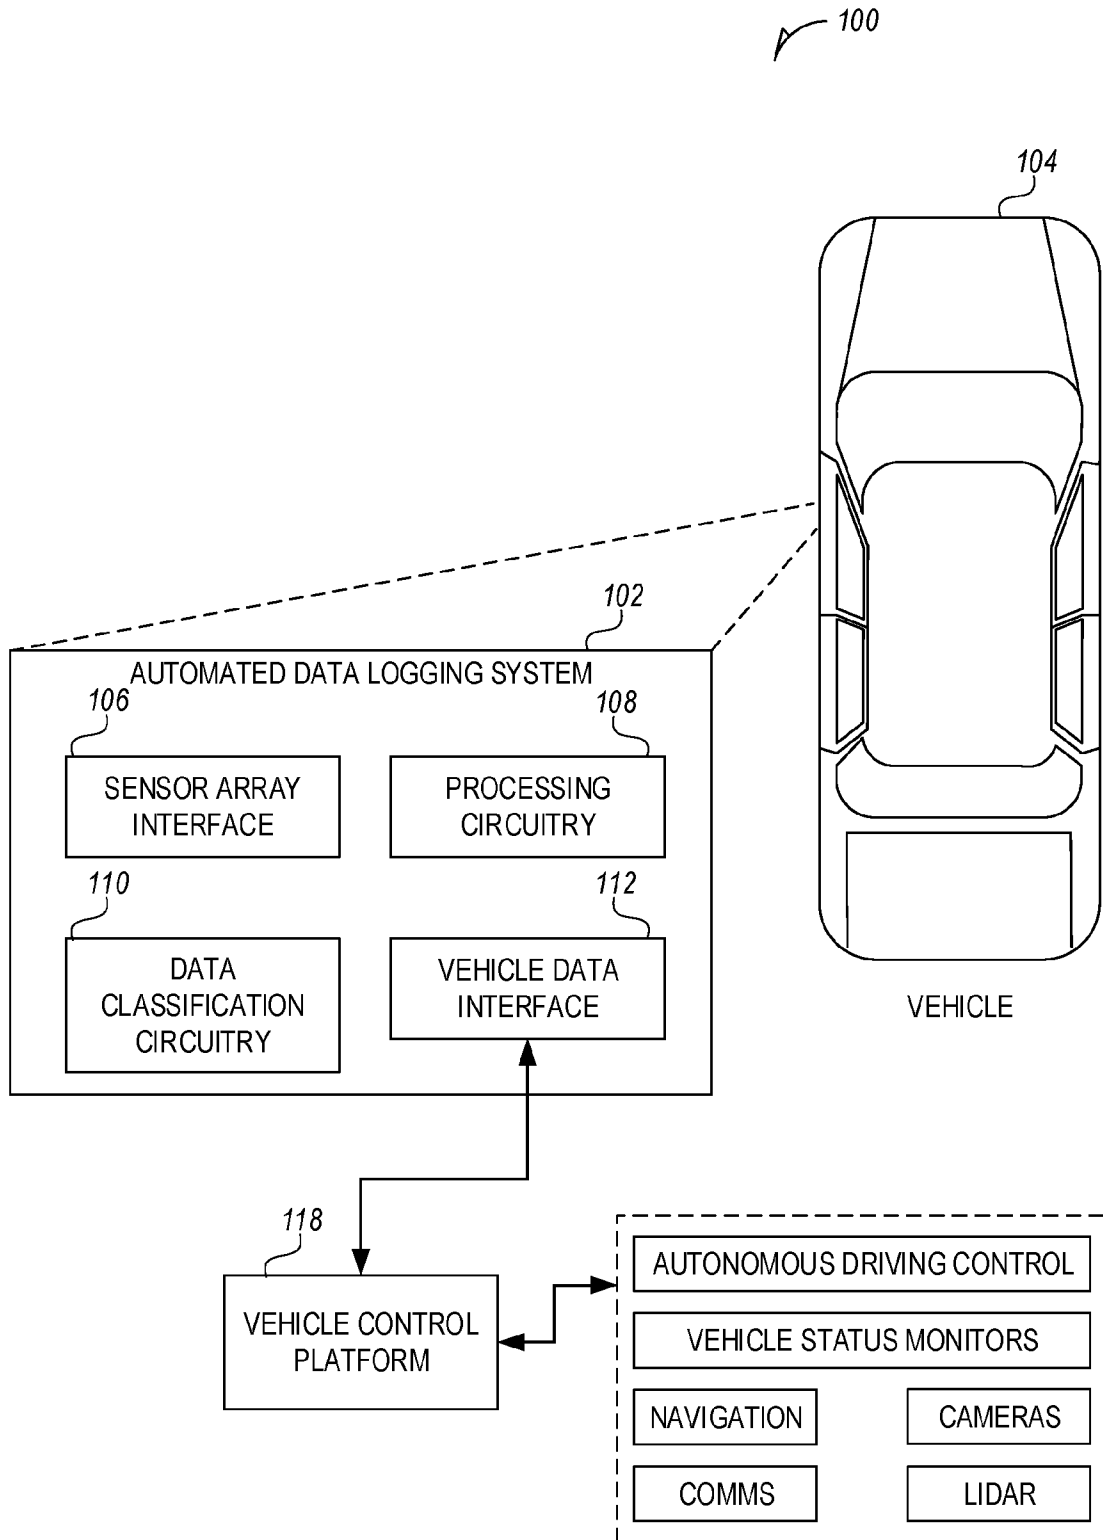 100
104
102
AUTOMATED DATA LOGGING SYSTEM
106
108
SENSOR ARRAY
INTERFACE
PROCESSING
CIRCUITRY
110
112
DATA
CLASSIFICATION
CIRCUITRY
VEHICLE DATA
INTERFACE
VEHICLE
118
VEHICLE CONTROL
PLATFORM
AUTONOMOUS DRIVING CONTROL
VEHICLE STATUS MONITORS
NAVIGATION
CAMERAS
COMMS
LIDAR